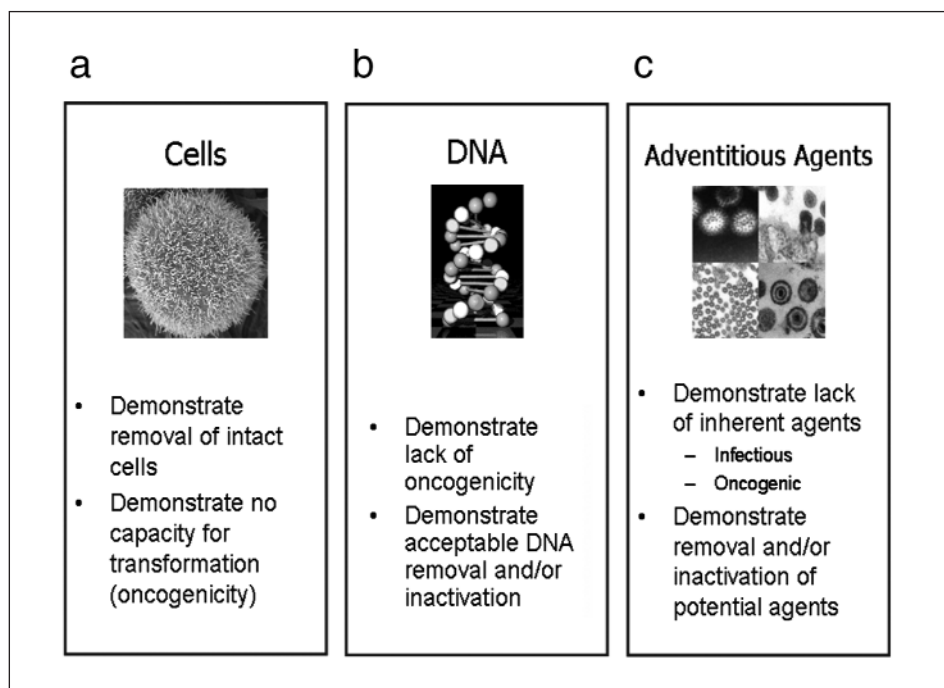 a
Cells
• Demonstrate
removal of intact
cells
• Demonstrate no
capacity for
transformation
(oncogenicity)
b
DNA
• Demonstrate
lack of
oncogenicity
• Demonstrate
acceptable DNA
removal and/or
inactivation
c
Adventitious Agents
• Demonstrate lack
of inherent agents
– Infectious
– Oncogenic
• Demonstrate
removal and/or
inactivation of
potential agents